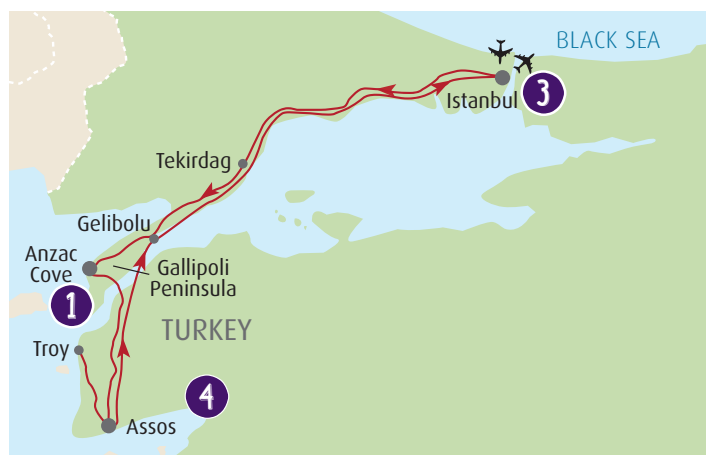 BLACK SEA
Istanbul
3
Tekirdag
Gelibolu
Anzac
Cove
Gallipoli
Peninsula
1
TURKEY
Troy
4
Assos